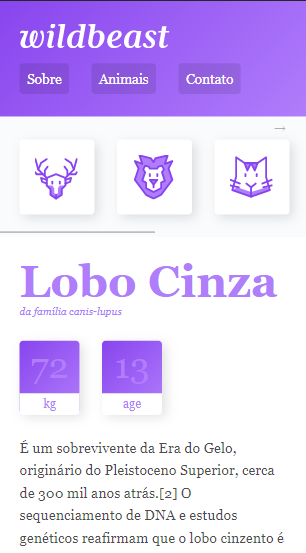 wildbeast
Sobre Animais Contato
→
Lobo Cinza
da família canis-lupus
72 13
kg age
É um sobrevivente da Era do Gelo,
originário do Pleistoceno Superior, cerca
de 300 mil anos atrás.[2] O
sequenciamento de DNA e estudos
genéticos reafirmam que o lobo cinzento é